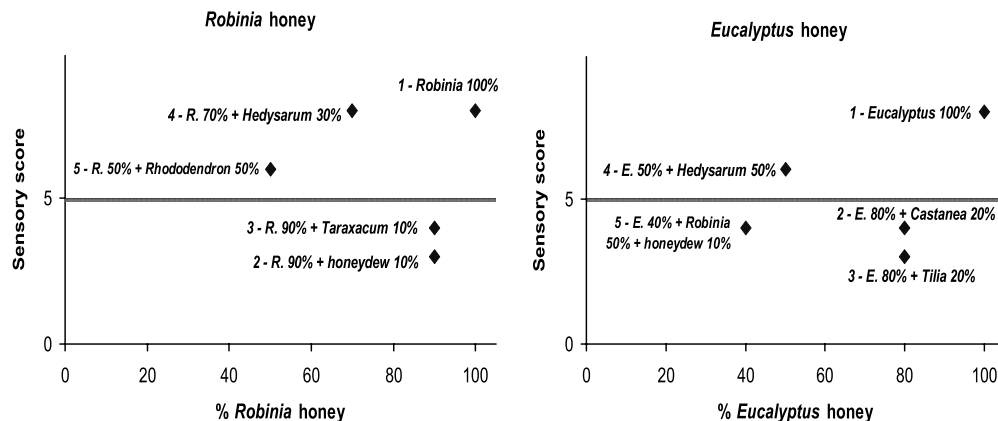 Robinia honey
1 - Robinia 100%
4 - R. 70% + Hedysarum 30%
5 - R. 50% + Rhododendron 50%
3 - R. 90% + Taraxacum 10%
2 - R. 90% + honeydew 10%
Sensory score
5
0
0 20 40 60 80 100
% Robinia honey
Eucalyptus honey
1 - Eucalyptus 100%
4 - E. 50% + Hedysarum 50%
2 - E. 80% + Castanea 20%
5 - E. 40% + Robinia
50% + honeydew 10%
3 - E. 80% + Tilia 20%
Sensory score
5
0
0 20 40 60 80 100
% Eucalyptus honey